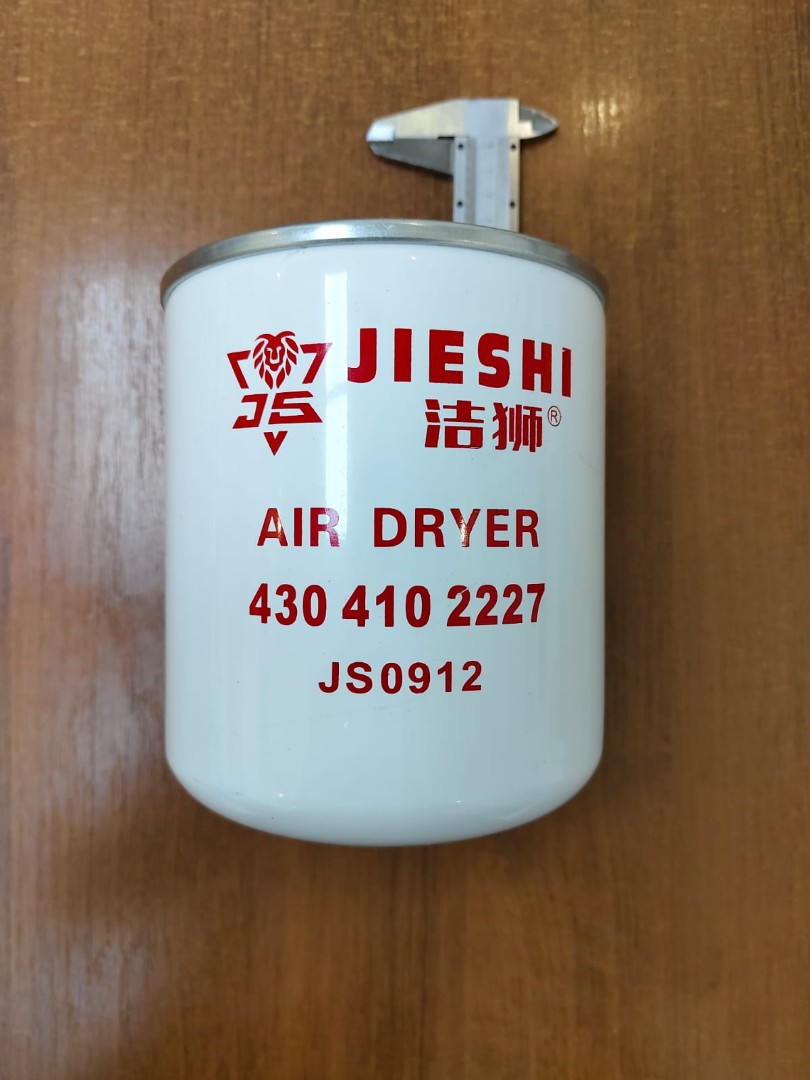 JIESHI
JS
洁狮®
AIR DRYER
430 410 2227
JS0912